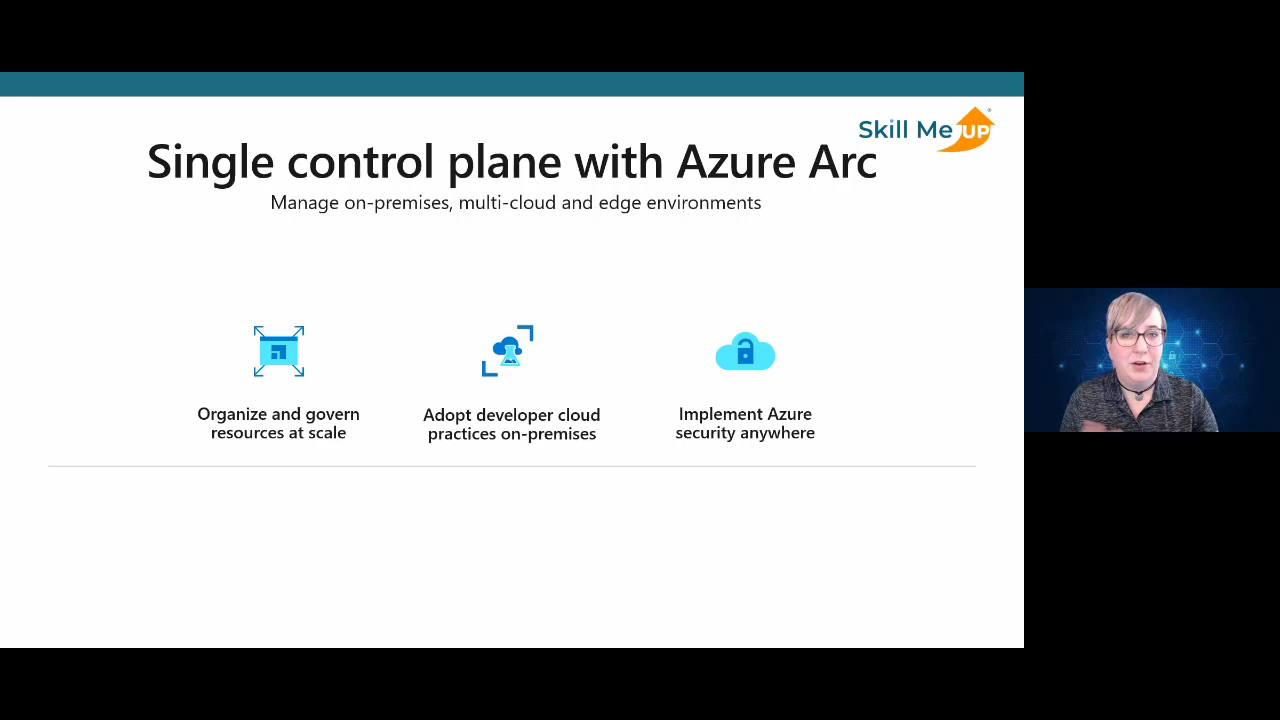 Skill Me UP®
Single control plane with Azure Arc
Manage on-premises, multi-cloud and edge environments
Organize and govern
resources at scale
Adopt developer cloud
practices on-premises
Implement Azure
security anywhere